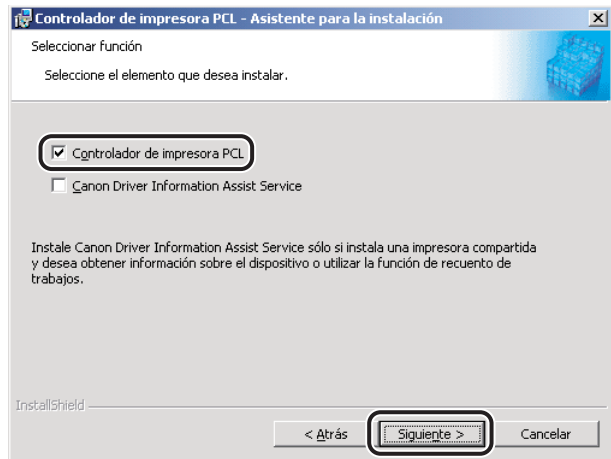 Controlador de impresora PCL - Asistente para la instalación
Seleccionar función
Seleccione el elemento que desea instalar.
Controlador de impresora PCL
Canon Driver Information Assist Service
Instale Canon Driver Information Assist Service sólo si instala una impresora compartida
y desea obtener información sobre el dispositivo o utilizar la función de recuento de
trabajos.
InstallShield
< Atrás Siguiente > Cancelar